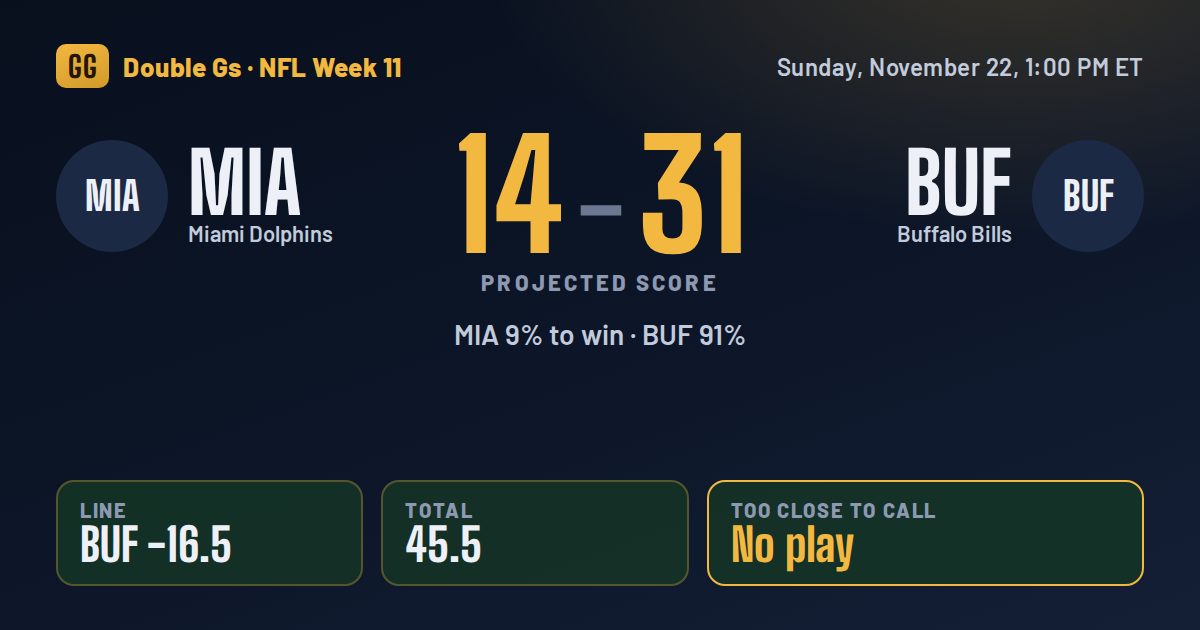 GG Double Gs · NFL Week 11
Sunday, November 22, 1:00 PM ET
MIA
MIA
Miami Dolphins
14 – 31
PROJECTED SCORE
MIA 9% to win · BUF 91%
BUF
Buffalo Bills
BUF
LINE
BUF −16.5
TOTAL
45.5
TOO CLOSE TO CALL
No play